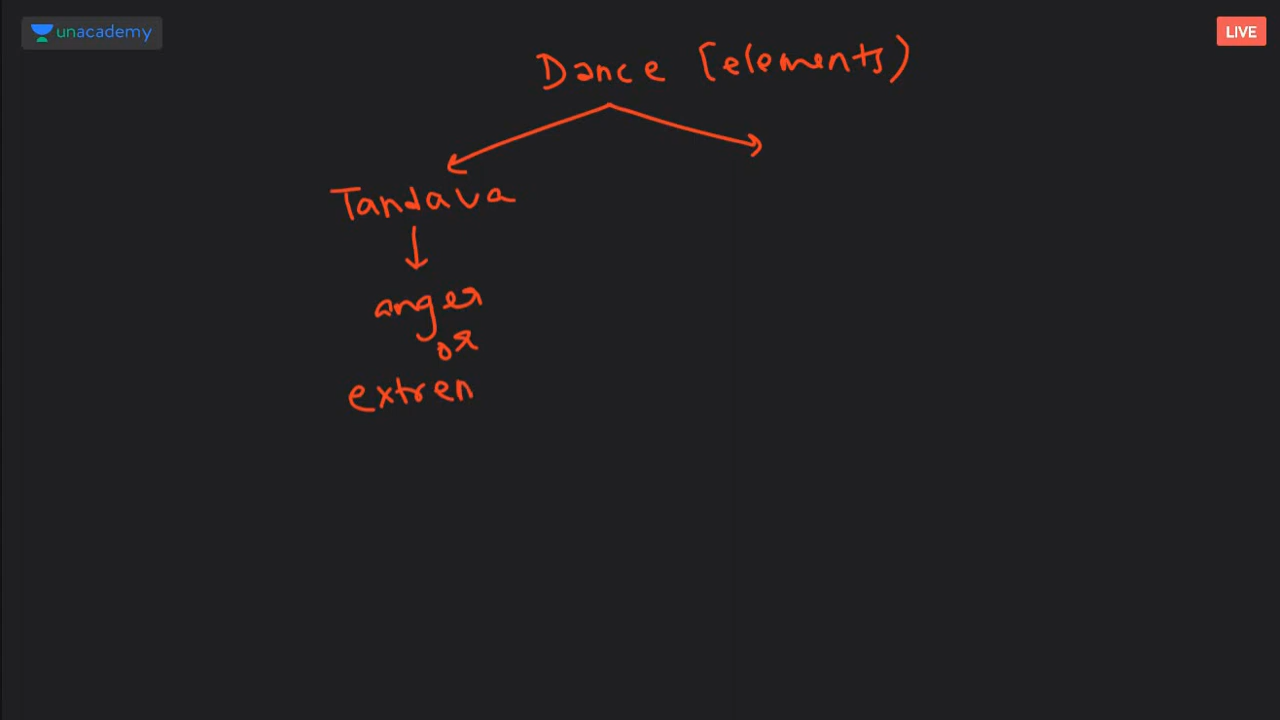 unacademy
LIVE
Dance (elements)
Tandava
anger
or
extren